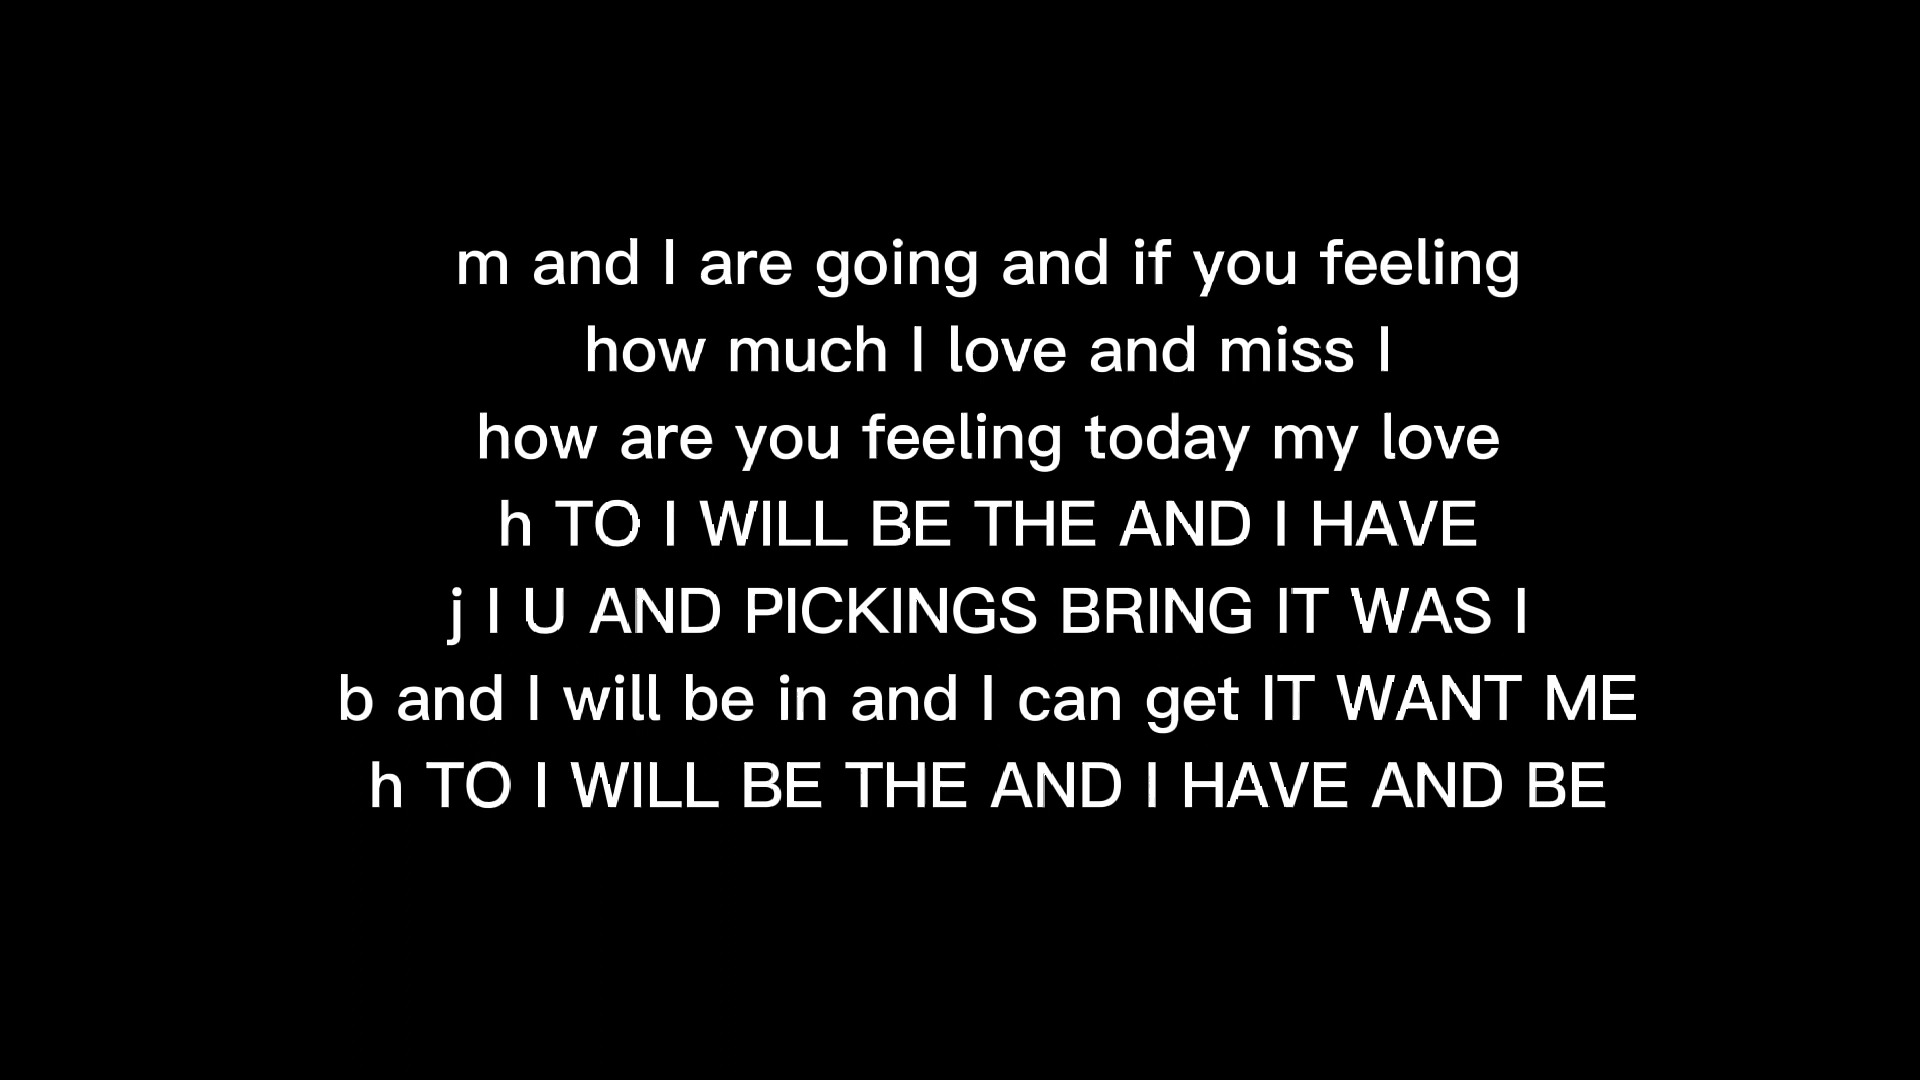 m and I are going and if you feeling
how much I love and miss I
how are you feeling today my love
h TO I WILL BE THE AND I HAVE
j I U AND PICKINGS BRING IT WAS I
b and I will be in and I can get IT WANT ME
h TO I WILL BE THE AND I HAVE AND BE